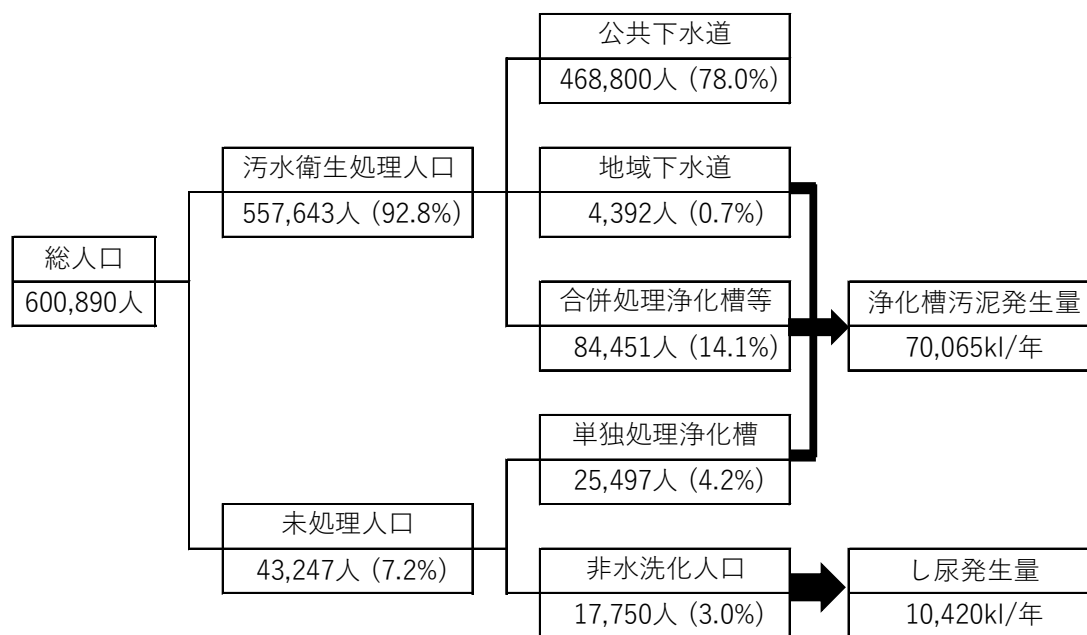 公共下水道
468,800人 (78.0%)
汚水衛生処理人口
557,643人 (92.8%)
地域下水道
4,392人 (0.7%)
総人口
600,890人
合併処理浄化槽等
84,451人 (14.1%)
浄化槽汚泥発生量
70,065kl/年
単独処理浄化槽
25,497人 (4.2%)
未処理人口
43,247人 (7.2%)
非水洗化人口
17,750人 (3.0%)
し尿発生量
10,420kl/年